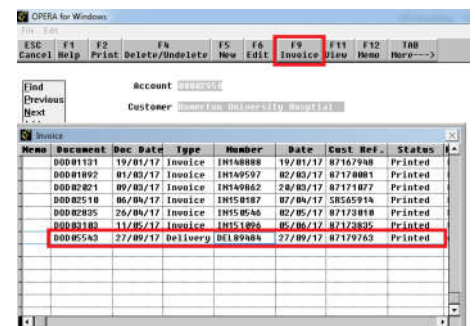 OPERA for Windows
File Edit
ESC F1 F2 F4 F5 F6 F9 F11 F12 TAB
Cancel Help Print Delete/Undelete New Edit Invoice View Memo More--->
Find
Account
Previous
Customer Homerton University Hospital
Next
Invoice
Memo Document Doc Date Type Number Date Cust Ref. Status
DOD01131 19/01/17 Invoice IN148888 19/01/17 87167948 Printed
DOD01892 01/03/17 Invoice IN149597 02/03/17 87170081 Printed
DOD02021 09/03/17 Invoice IN149862 20/03/17 87171077 Printed
DOD02510 06/04/17 Invoice IN150187 07/04/17 SRS65914 Printed
DOD02835 26/04/17 Invoice IN150546 02/05/17 87173010 Printed
DOD03103 11/05/17 Invoice IN151096 05/06/17 87173835 Printed
DOD05543 27/09/17 Delivery DEL89484 27/09/17 87179763 Printed